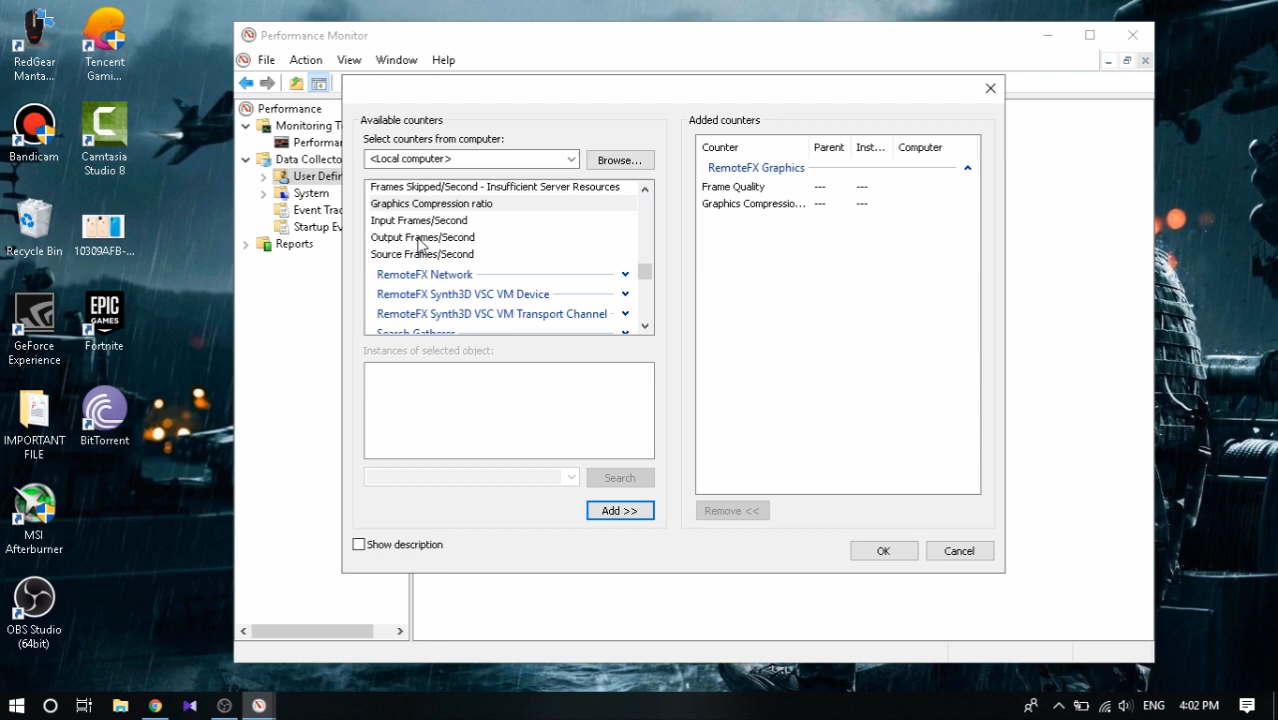 RedGear
Manta...
Tencent
Gami...
Bandicam
Camtasia
Studio 8
Recycle Bin
10309AFB-...
GeForce
Experience
EPIC
GAMES
Fortnite
IMPORTANT
FILE
BitTorrent
MSI
Afterburner
OBS Studio
(64bit)
Performance Monitor
File Action View Window Help
Performance
Monitoring T
Performa
Data Collecto
User Defin
System
Event Trac
Startup Ev
Reports
Available counters
Select counters from computer:
<Local computer>
Browse...
Frames Skipped/Second - Insufficient Server Resources
Graphics Compression ratio
Input Frames/Second
Output Frames/Second
Source Frames/Second
RemoteFX Network
RemoteFX Synth3D VSC VM Device
RemoteFX Synth3D VSC VM Transport Channel
Search Gatherer
Instances of selected object:
Search
Add >>
Show description
Added counters
Counter Parent Inst... Computer
RemoteFX Graphics
Frame Quality --- ---
Graphics Compressio... --- ---
Remove <<
OK
Cancel
ENG
4:02 PM